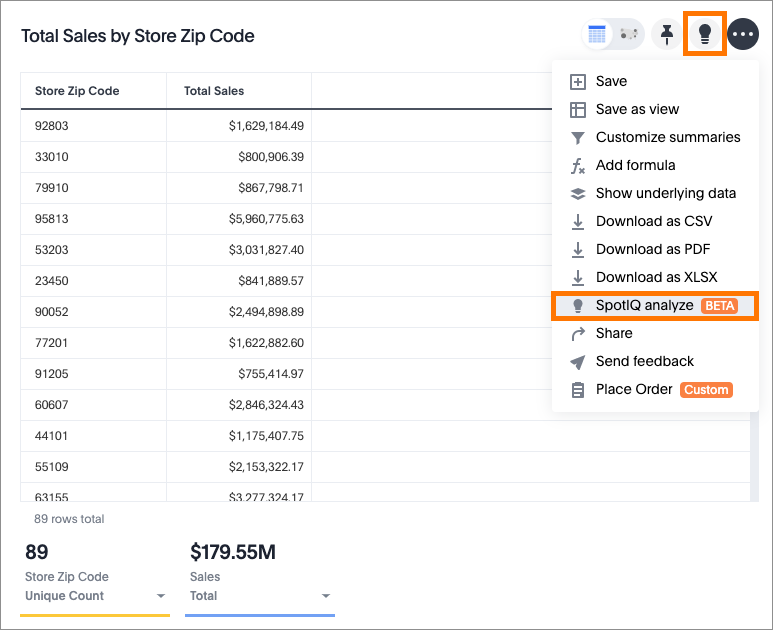 Total Sales by Store Zip Code
Store Zip Code Total Sales
92803 $1,629,184.49
33010 $800,906.39
79910 $867,798.71
95813 $5,960,775.63
53203 $3,031,827.40
23450 $841,889.57
90052 $2,494,898.89
77201 $1,622,882.60
91205 $755,414.97
60607 $2,846,324.43
44101 $1,175,407.75
55109 $2,153,322.17
63155 $3,277,324.17
89 rows total
89
Store Zip Code
Unique Count
$179.55M
Sales
Total
Save
Save as view
Customize summaries
Add formula
Show underlying data
Download as CSV
Download as PDF
Download as XLSX
SpotIQ analyze BETA
Share
Send feedback
Place Order Custom